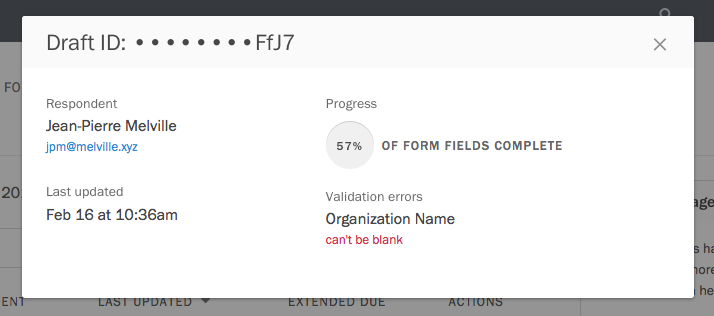 Draft ID: • • • • • • • • FfJ7
Respondent
Jean-Pierre Melville
jpm@melville.xyz
Last updated
Feb 16 at 10:36am
Progress
57% OF FORM FIELDS COMPLETE
Validation errors
Organization Name
can't be blank
FO
20
age
s ha
more
n he
ENT LAST UPDATED EXTENDED DUE ACTIONS